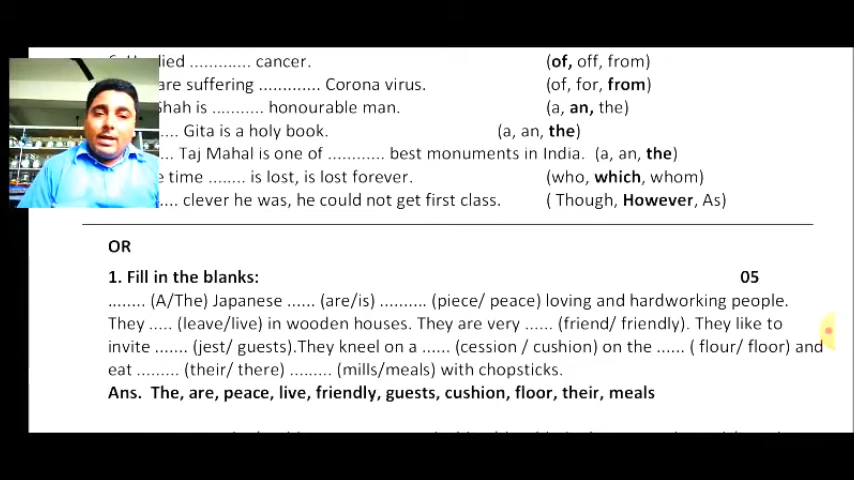 died ............. cancer. (of, off, from)
are suffering ............. Corona virus. (of, for, from)
Shah is ........... honourable man. (a, an, the)
.... Gita is a holy book. (a, an, the)
... Taj Mahal is one of ............ best monuments in India. (a, an, the)
time ........ is lost, is lost forever. (who, which, whom)
.... clever he was, he could not get first class. ( Though, However, As)
OR
1. Fill in the blanks: 05
........ (A/The) Japanese ...... (are/is) .......... (piece/ peace) loving and hardworking people.
They ..... (leave/live) in wooden houses. They are very ...... (friend/ friendly). They like to
invite ....... (jest/ guests).They kneel on a ...... (cession / cushion) on the ...... ( flour/ floor) and
eat ......... (their/ there) ......... (mills/meals) with chopsticks.
Ans. The, are, peace, live, friendly, guests, cushion, floor, their, meals